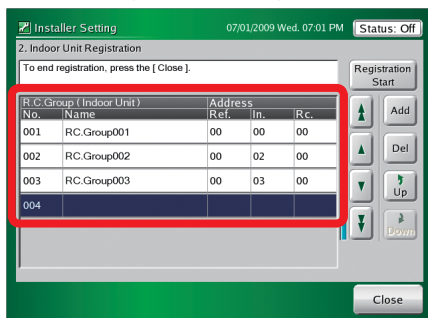 Installer Setting 07/01/2009 Wed. 07:01 PM Status: Off
2. Indoor Unit Registration
To end registration, press the [ Close ].
Registration
Start
R.C.Group ( Indoor Unit ) Address
No. Name Ref. In. Rc.
001 RC.Group001 00 00 00
002 RC.Group002 00 02 00
003 RC.Group003 00 03 00
004
Add
Del
Up
Down
Close